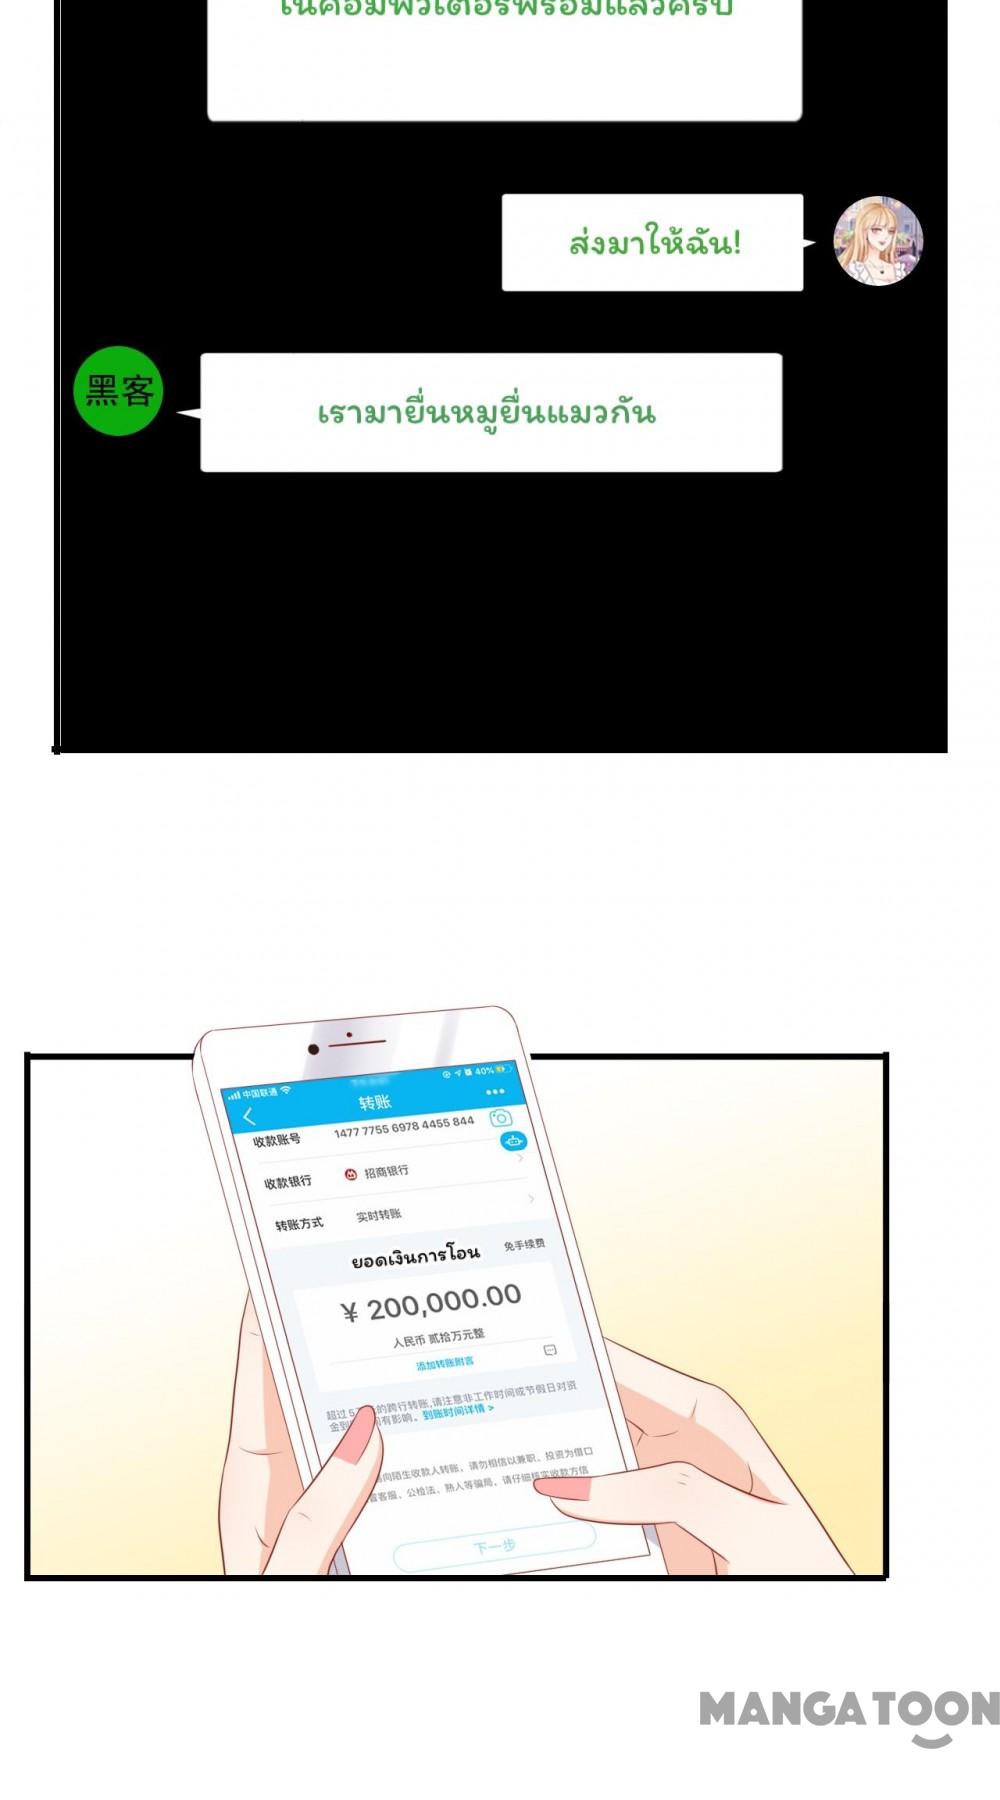 ในคอมพิวเตอร์พร้อมแล้วครับ
ส่งมาให้ฉัน!
黑客
เรามายื่นหมูยื่นแมวกัน
中国联通
40%
转账
收款账号 1477 7755 6978 4455 844
收款银行 招商银行
转账方式 实时转账
ยอดเงินการโอน 免手续费
¥ 200,000.00
人民币 贰拾万元整
添加转账附言
超过5 的跨行转账,请注意非工作时间或节假日对资
金到 间有影响。到账时间详情 >
向陌生收款人转账，请勿相信以兼职、投资为借口
客服、公检法、熟人等骗局，请仔细核实收款方信
下一步
MANGATOON